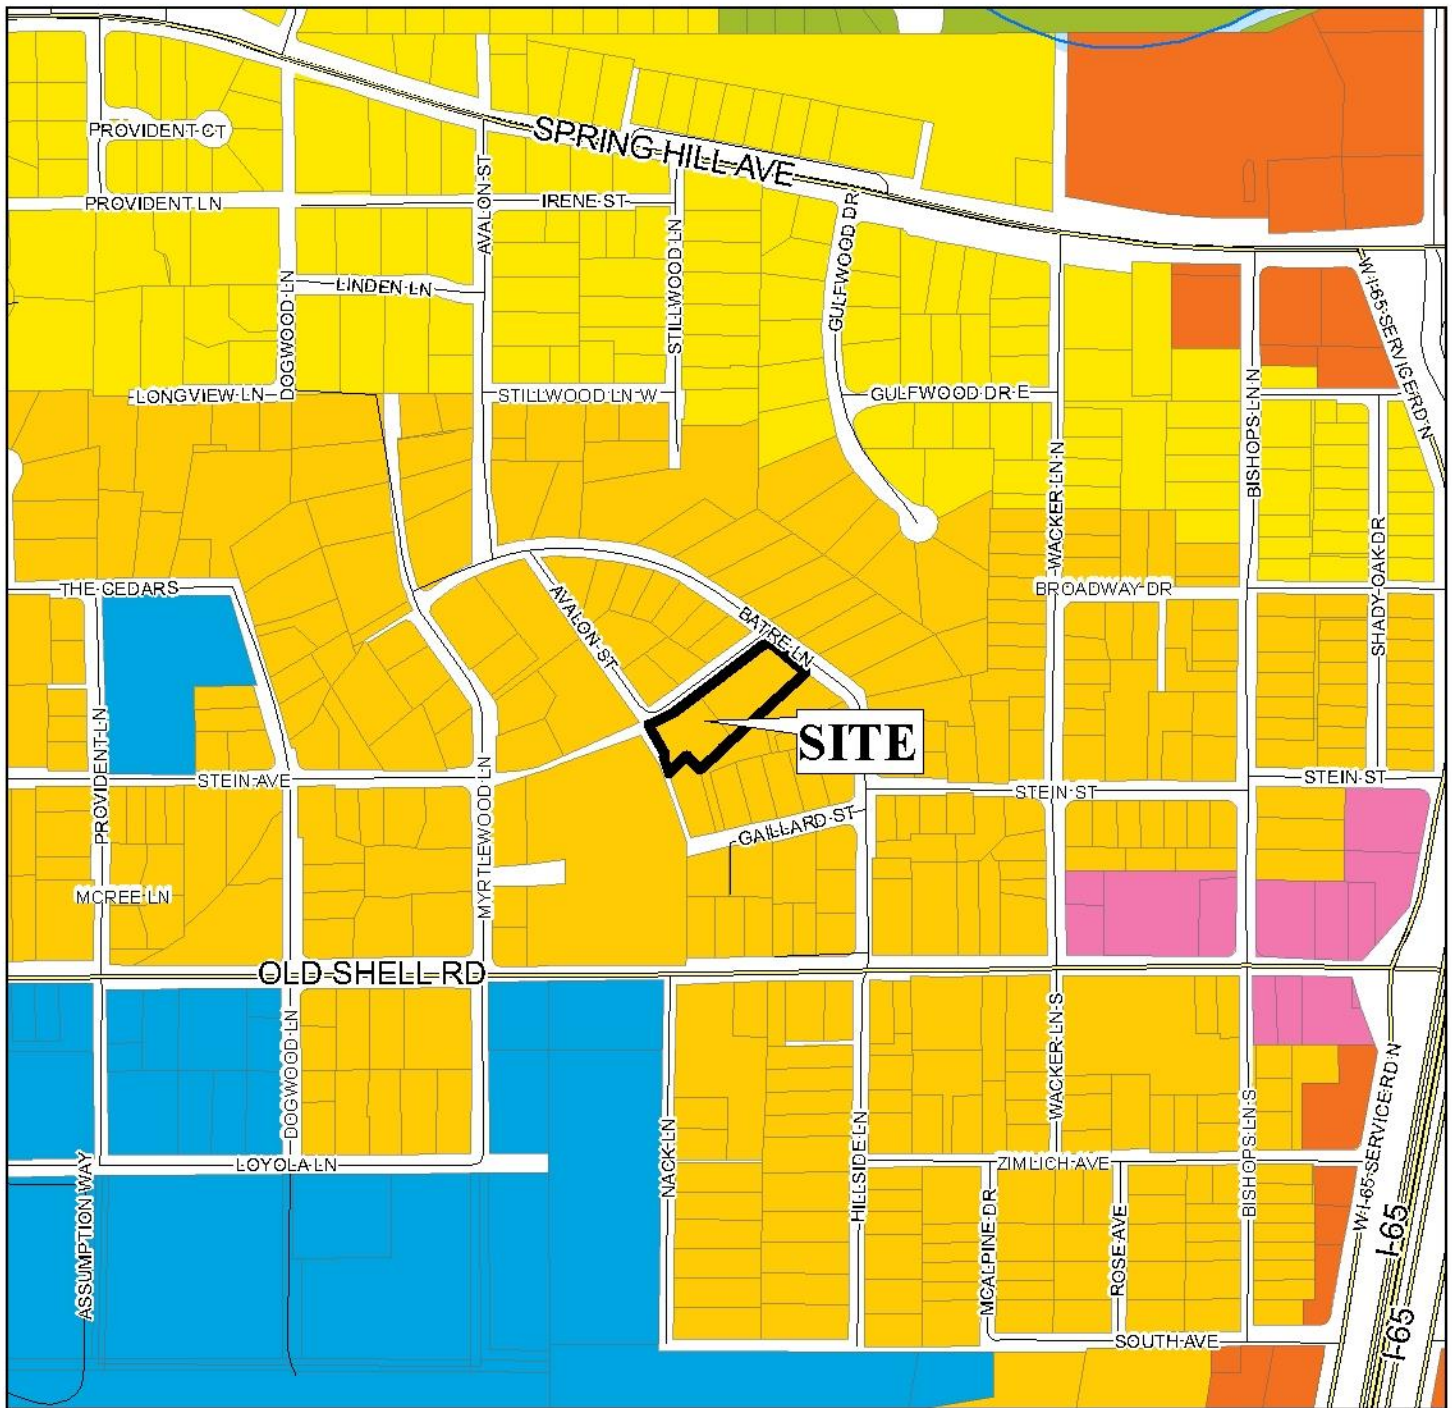 SPRING HILL AVE
PROVIDENT CT
PROVIDENT LN
IRENE ST
AVALON ST
STILLWOOD LN
GULFWOOD DR
LINDEN LN
DOGWOOD LN
W I-65 SERVICE RD N
LONGVIEW LN
STILLWOOD LN W
GULFWOOD DR E
WACKER LN N
BISHOPS LN N
SHADY OAK DR
THE CEDARS
BROADWAY DR
AVALON ST
BATRE LN
SITE
PROVIDENT LN
STEIN AVE
MYRTLEWOOD LN
STEIN ST
STEIN ST
GAILLARD ST
MCREE LN
OLD SHELL RD
DOGWOOD LN
WACKER LN S
LOYOLA LN
NACK LN
HILLSIDE LN
ZIMLICH AVE
BISHOPS LN S
W I-65 SERVICE RD N
ASSUMPTION WAY
MCALPINE DR
ROSE AVE
I-65
SOUTH AVE
I-65